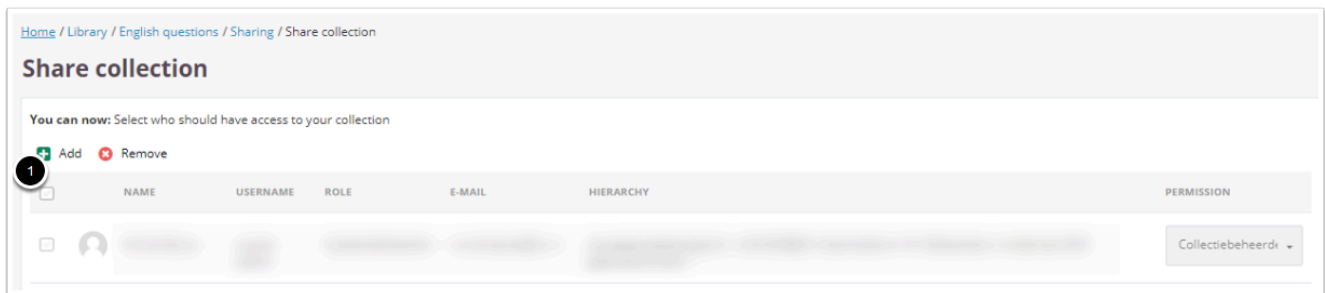 Home / Library / English questions / Sharing / Share collection
Share collection
You can now: Select who should have access to your collection
Add Remove
1
NAME USERNAME ROLE E-MAIL HIERARCHY PERMISSION
Collectiebeheerde